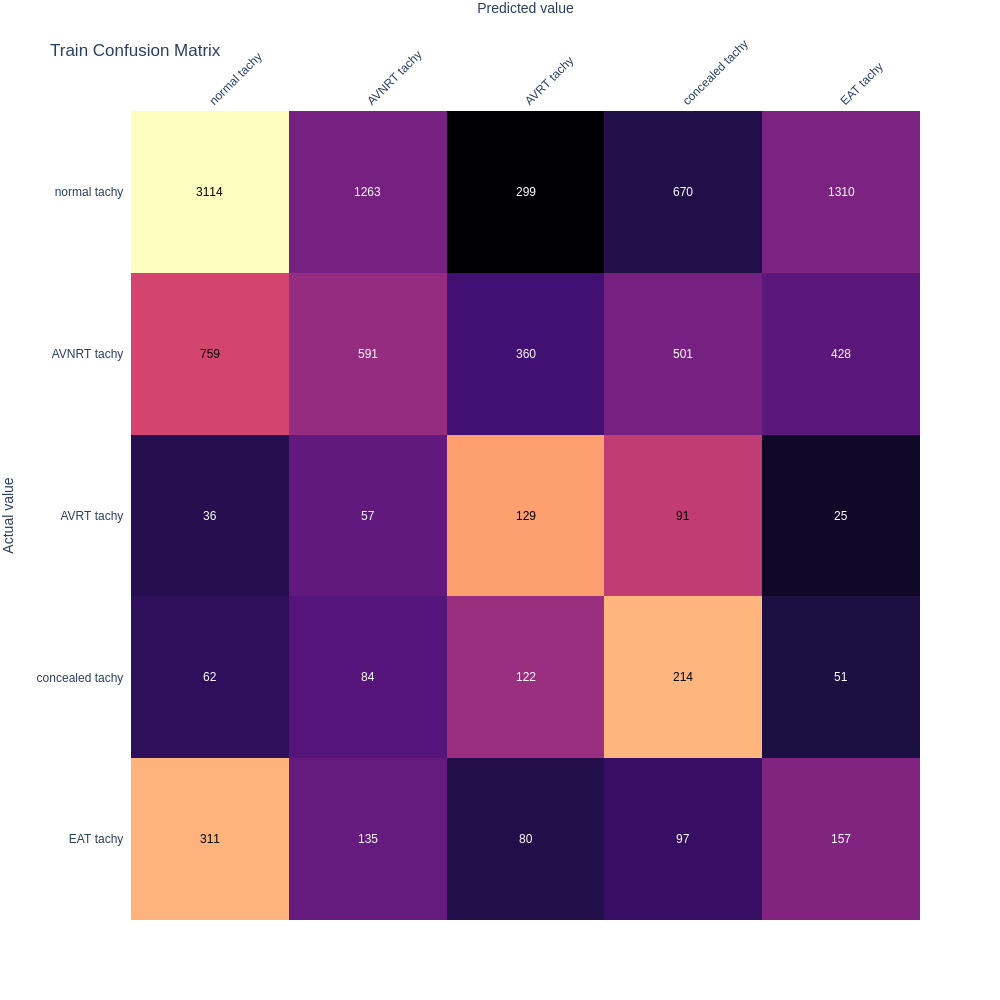 Predicted value
Train Confusion Matrix
normal tachy
AVNRT tachy
AVRT tachy
concealed tachy
EAT tachy
normal tachy 3114 1263 299 670 1310
AVNRT tachy 759 591 360 501 428
AVRT tachy 36 57 129 91 25
concealed tachy 62 84 122 214 51
EAT tachy 311 135 80 97 157
Actual value